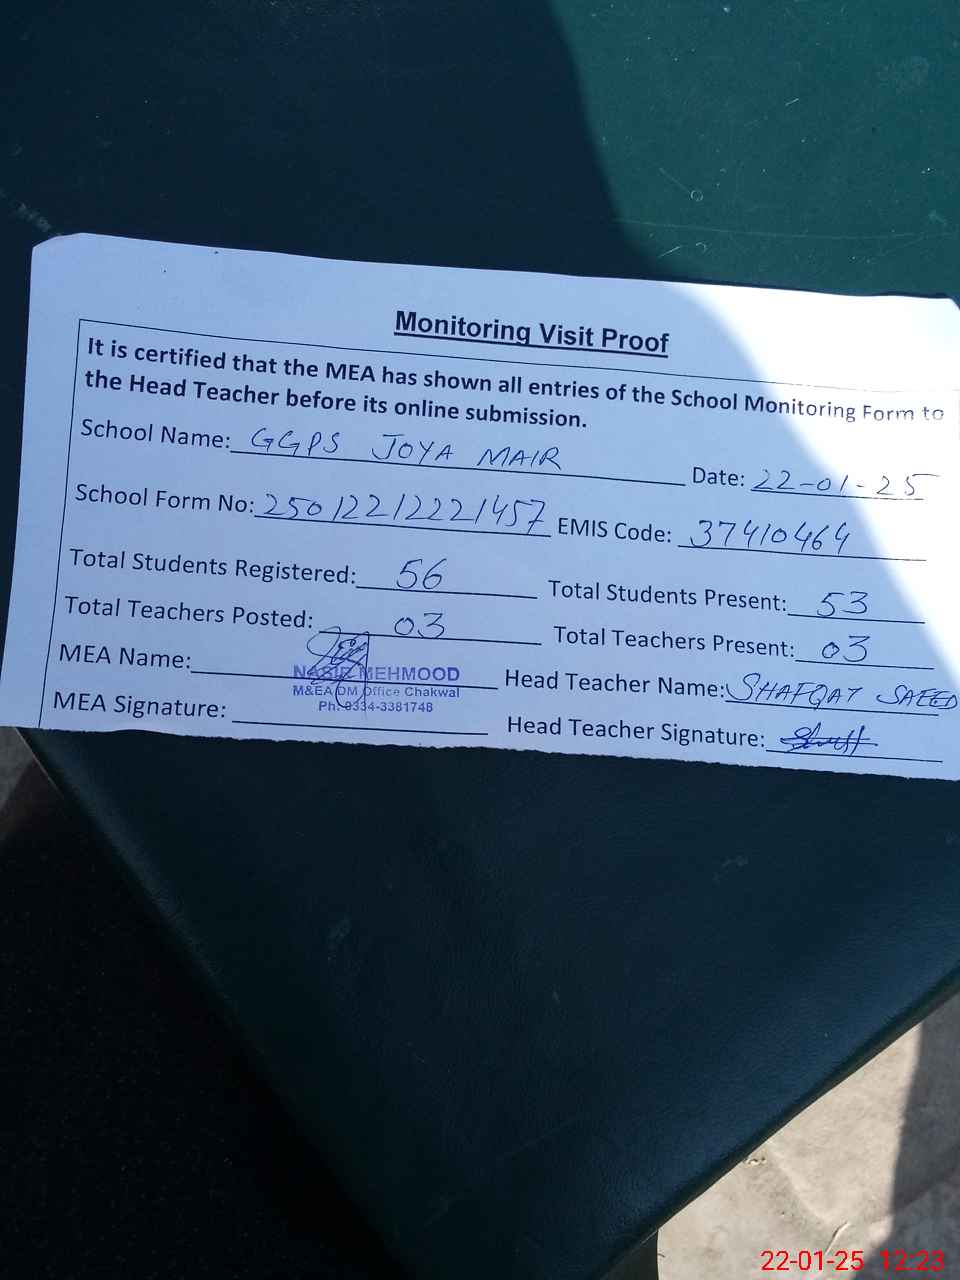 Monitoring Visit Proof
It is certified that the MEA has shown all entries of the School Monitoring Form to
the Head Teacher before its online submission.
School Name: GGPS JOYA MAIR Date: 22-01-25
School Form No: 250122122221457 EMIS Code: 37410464
Total Students Registered: 56 Total Students Present: 53
Total Teachers Posted: 03 Total Teachers Present: 03
MEA Name: NASIR MEHMOOD Head Teacher Name: SHAFQAT SAEED
M&EA DM Office Chakwal
Ph: 0334-3381748
MEA Signature: Head Teacher Signature:
22-01-25 12:23